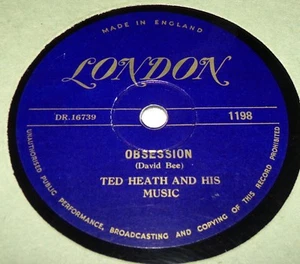 MADE IN ENGLAND
LONDON
DR.16739
1198
OBSESSION
(David Bee)
TED HEATH AND HIS
MUSIC
UNAUTHORISED PUBLIC PERFORMANCE, BROADCASTING AND COPYING OF THIS RECORD PROHIBITED